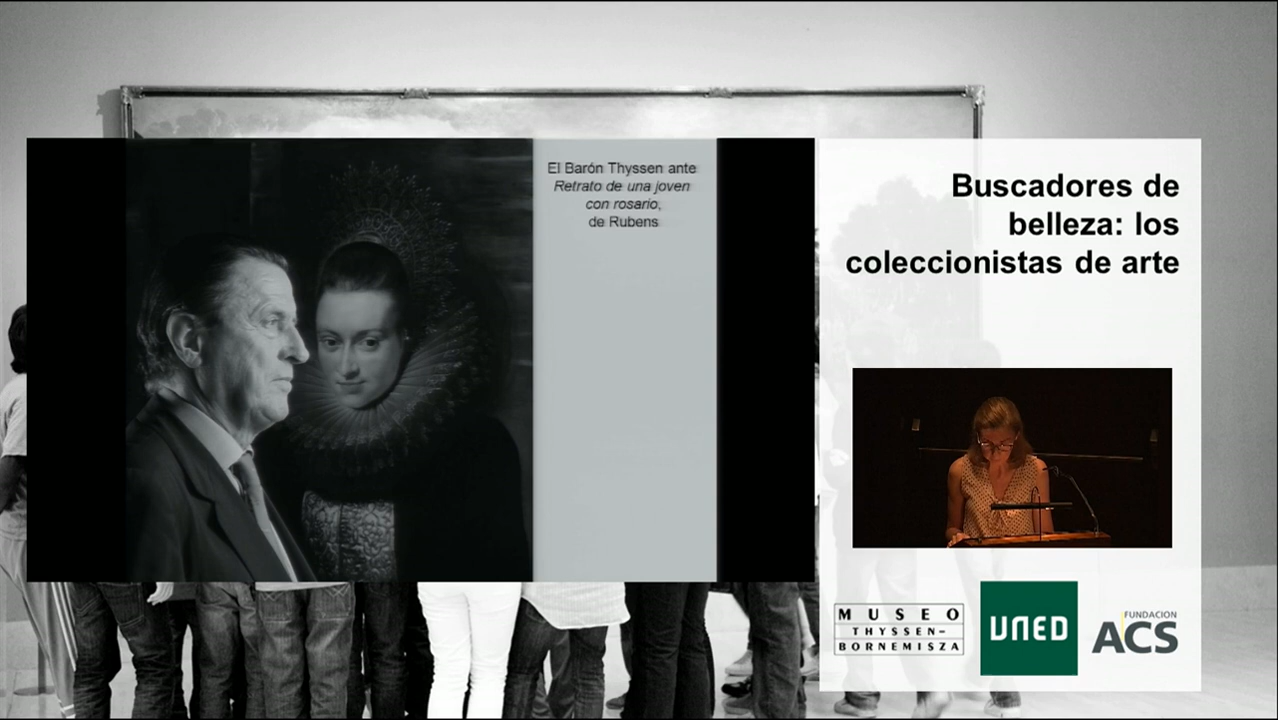 El Barón Thyssen ante
Retrato de una joven
con rosario,
de Rubens
Buscadores de
belleza: los
coleccionistas de arte
MUSEO
THYSSEN-
BORNEMISZA
UNED
FUNDACION
ACS